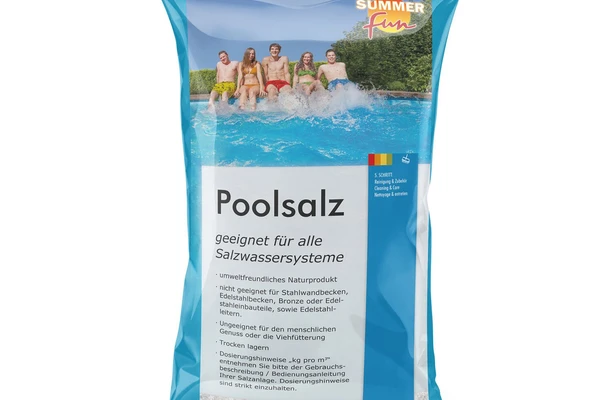 SUMMER
Fun
5. SCHRITT
Reinigung & Zubehör
Cleaning & Care
Nettoyage & entretien
Poolsalz
geeignet für alle
Salzwassersysteme
· umweltfreundliches Naturprodukt
· nicht geeignet für Stahlwandbecken,
Edelstahlbecken, Bronze oder Edel-
stahleinbauteile, sowie Edelstahl-
leitern.
· Ungeeignet für den menschlichen
Genuss oder die Viehfütterung
· Trocken lagern
· Dosierungshinweise „kg pro m³"
entnehmen Sie bitte der Gebrauchs-
beschreibung / Bedienungsanleitung
Ihrer Salzanlage. Dosierungshinweise
sind strikt einzuhalten.